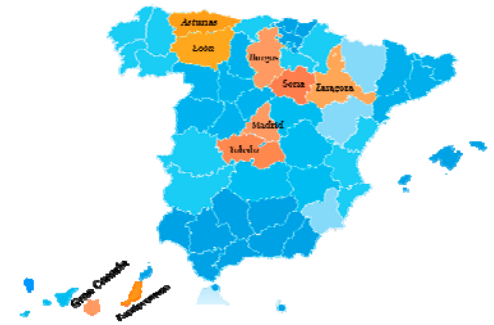 Asturias
León
Burgos
Soria
Zaragoza
Madrid
Toledo
Gran Canaria
Fuerteventura